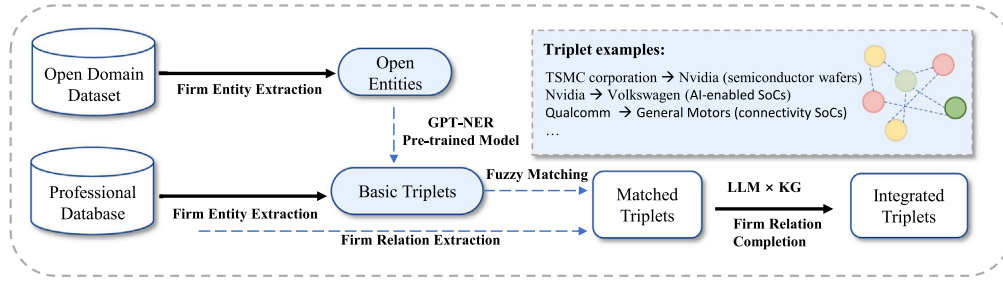 Open Domain
Dataset
Firm Entity Extraction
Open
Entities
GPT-NER
Pre-trained Model
Triplet examples:
TSMC corporation → Nvidia (semiconductor wafers)
Nvidia → Volkswagen (AI-enabled SoCs)
Qualcomm → General Motors (connectivity SoCs)
…
Professional
Database
Firm Entity Extraction
Basic Triplets
Fuzzy Matching
Firm Relation Extraction
Matched
Triplets
LLM × KG
Firm Relation
Completion
Integrated
Triplets